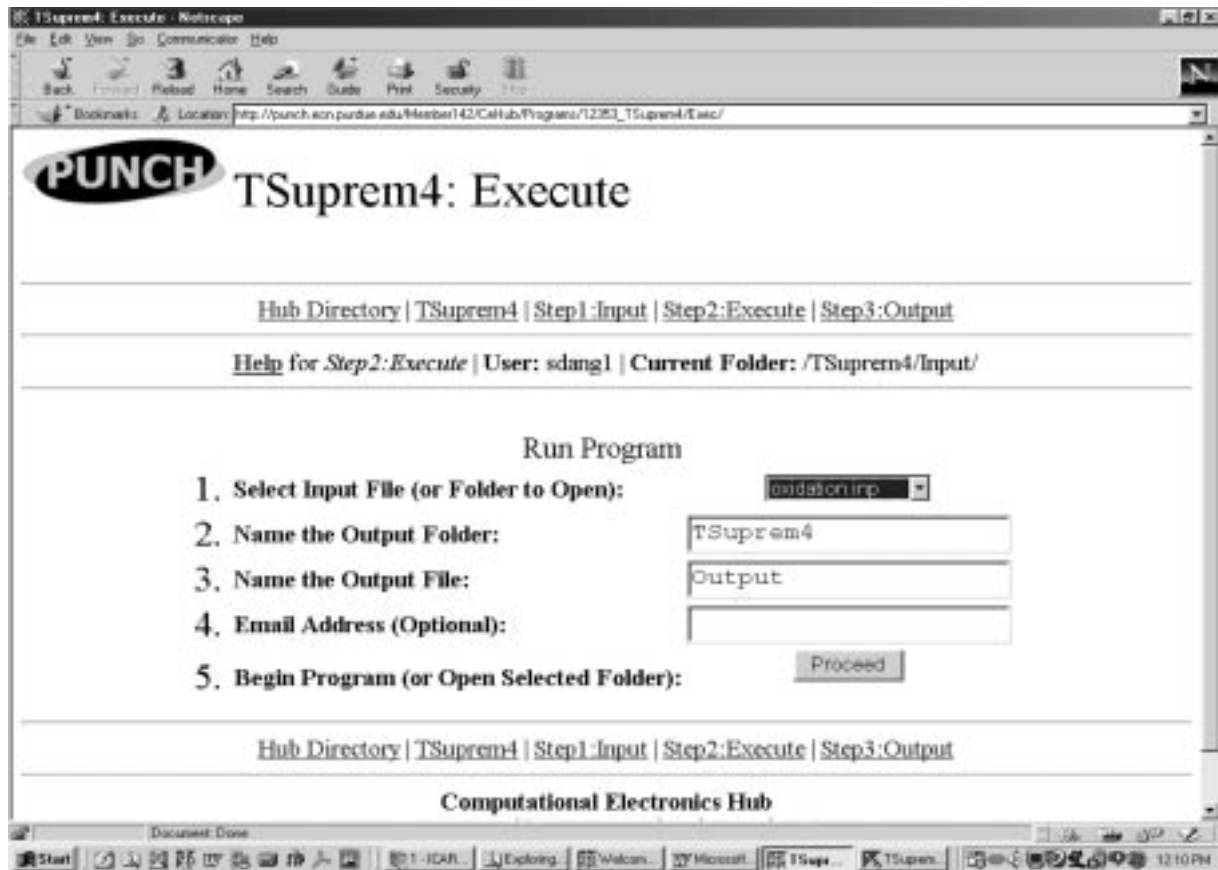 TSuprem4: Execute - Netscape
File Edit View Go Communicator Help
Back Forward Reload Home Search Guide Print Security Stop
Bookmarks Location: http://punch.ecn.purdue.edu/Member142/CeHub/Programs/12353_TSuprem4/Exec/
PUNCH
TSuprem4: Execute
Hub Directory | TSuprem4 | Step1:Input | Step2:Execute | Step3:Output
Help for Step2:Execute | User: sdang1 | Current Folder: /TSuprem4/Input/
Run Program
1. Select Input File (or Folder to Open): oxidation.inp
2. Name the Output Folder: TSuprem4
3. Name the Output File: Output
4. Email Address (Optional):
5. Begin Program (or Open Selected Folder): Proceed
Hub Directory | TSuprem4 | Step1:Input | Step2:Execute | Step3:Output
Computational Electronics Hub
Document: Done
Start Exploring... Welcom... Microsoft... TSupr... TSuprem... 12:10 PM